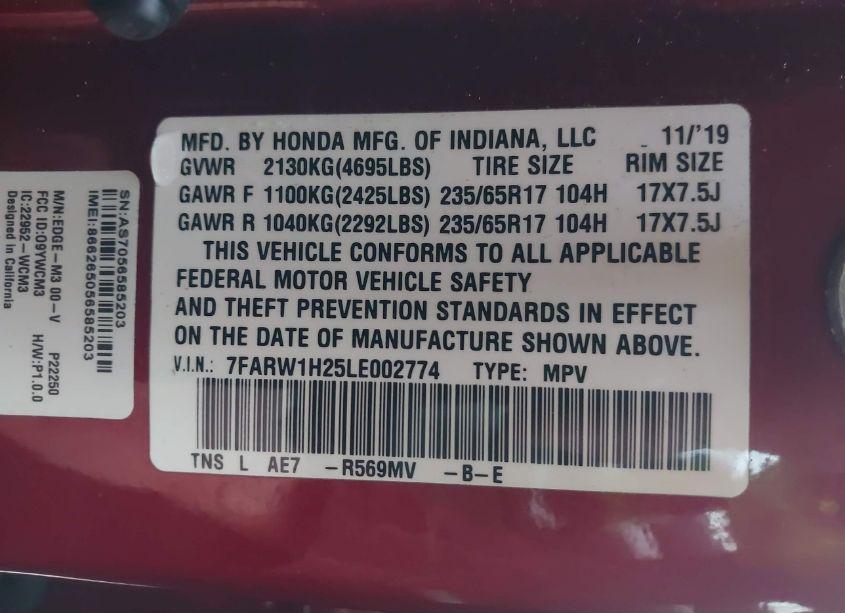 MFD. BY HONDA MFG. OF INDIANA, LLC 11/'19
GVWR 2130KG(4695LBS) TIRE SIZE RIM SIZE
GAWR F 1100KG(2425LBS) 235/65R17 104H 17X7.5J
GAWR R 1040KG(2292LBS) 235/65R17 104H 17X7.5J
THIS VEHICLE CONFORMS TO ALL APPLICABLE
FEDERAL MOTOR VEHICLE SAFETY
AND THEFT PREVENTION STANDARDS IN EFFECT
ON THE DATE OF MANUFACTURE SHOWN ABOVE.
V.I.N.: 7FARW1H25LE002774 TYPE: MPV
TNS L AE7 -R569MV -B-E
SN:AS7056585203
IMEI:866265056585203
M/N:EDGE-M3 00-V P22250
FCC ID:O9YWCM3 H/W:P1.0.0
IC:22952-WCM3
Designed in California